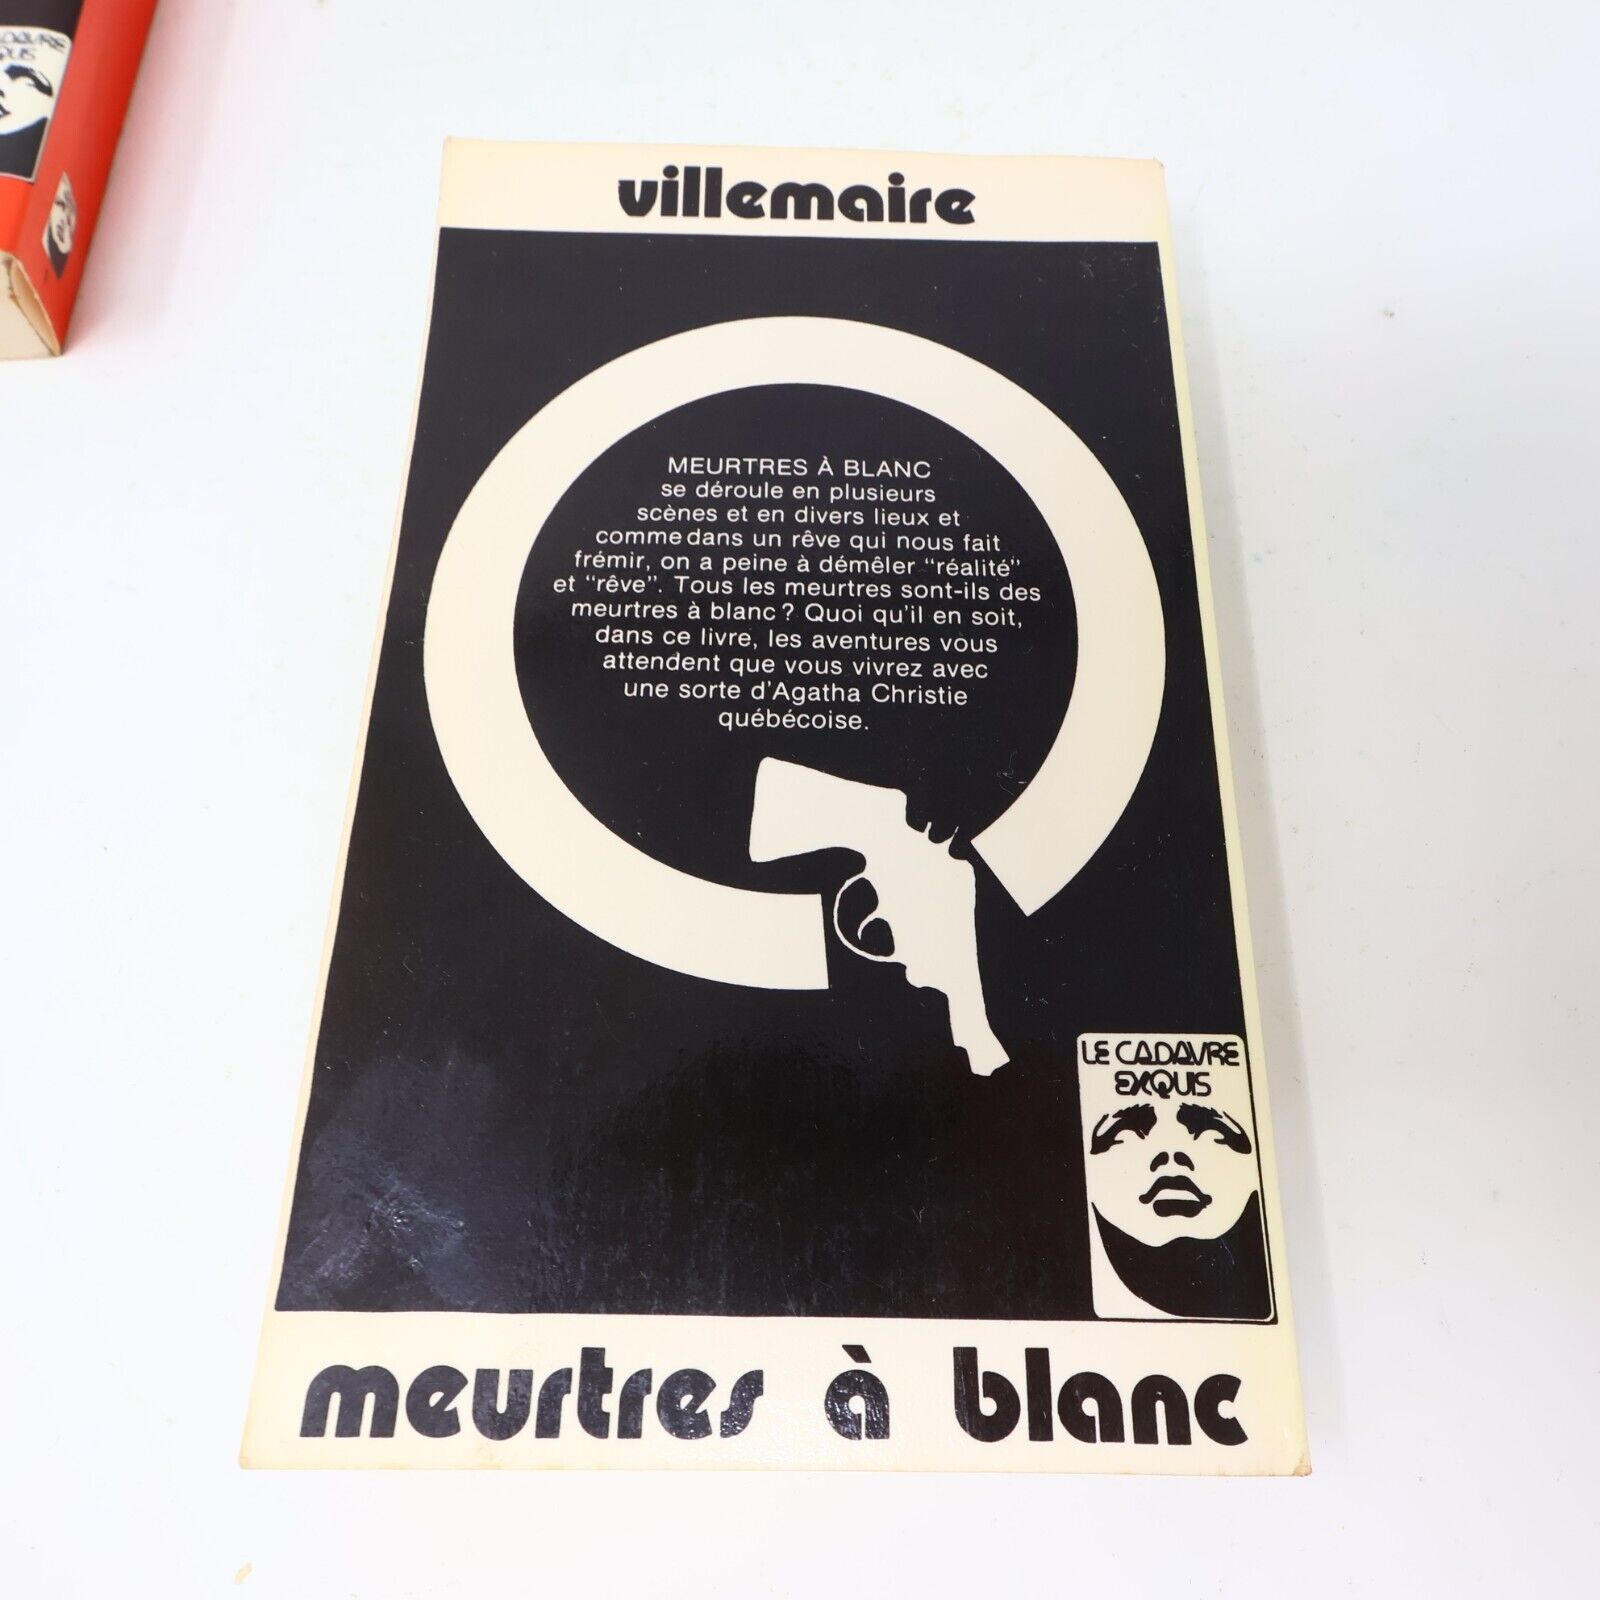 villemaire
MEURTRES À BLANC
se déroule en plusieurs
scènes et en divers lieux et
comme dans un rêve qui nous fait
frémir, on a peine à démêler “réalité”
et “rêve”. Tous les meurtres sont-ils des
meurtres à blanc? Quoi qu'il en soit,
dans ce livre, les aventures vous
attendent que vous vivrez avec
une sorte d'Agatha Christie
québécoise.
LE CADAVRE
EXQUIS
meurtres à blanc